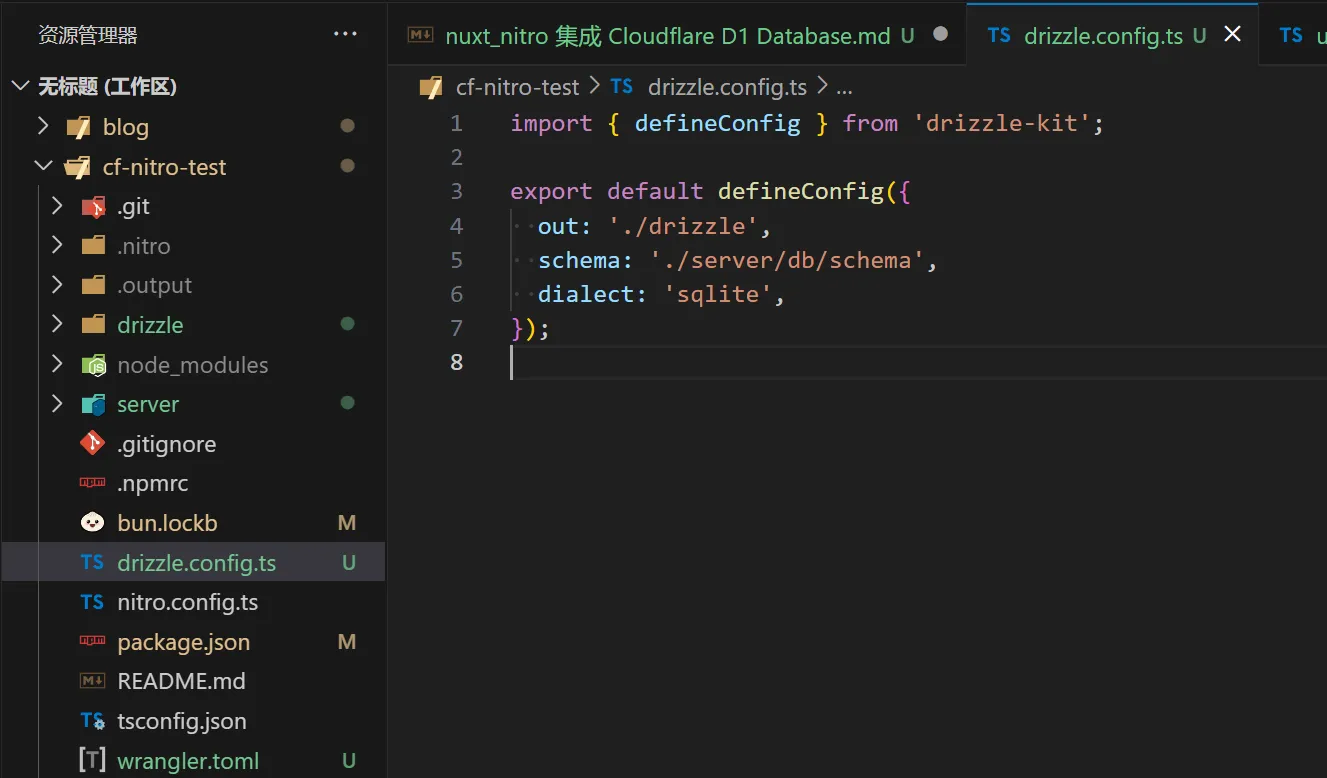 资源管理器 ···
无标题 (工作区)
blog
cf-nitro-test
.git
.nitro
.output
drizzle
node_modules
server
.gitignore
.npmrc
bun.lockb M
TS drizzle.config.ts U
TS nitro.config.ts
package.json M
README.md
tsconfig.json
wrangler.toml U
nuxt_nitro 集成 Cloudflare D1 Database.md U
TS drizzle.config.ts U
TS u
cf-nitro-test > TS drizzle.config.ts > ...
1 import { defineConfig } from 'drizzle-kit';
2
3 export default defineConfig({
4 out: './drizzle',
5 schema: './server/db/schema',
6 dialect: 'sqlite',
7 });
8